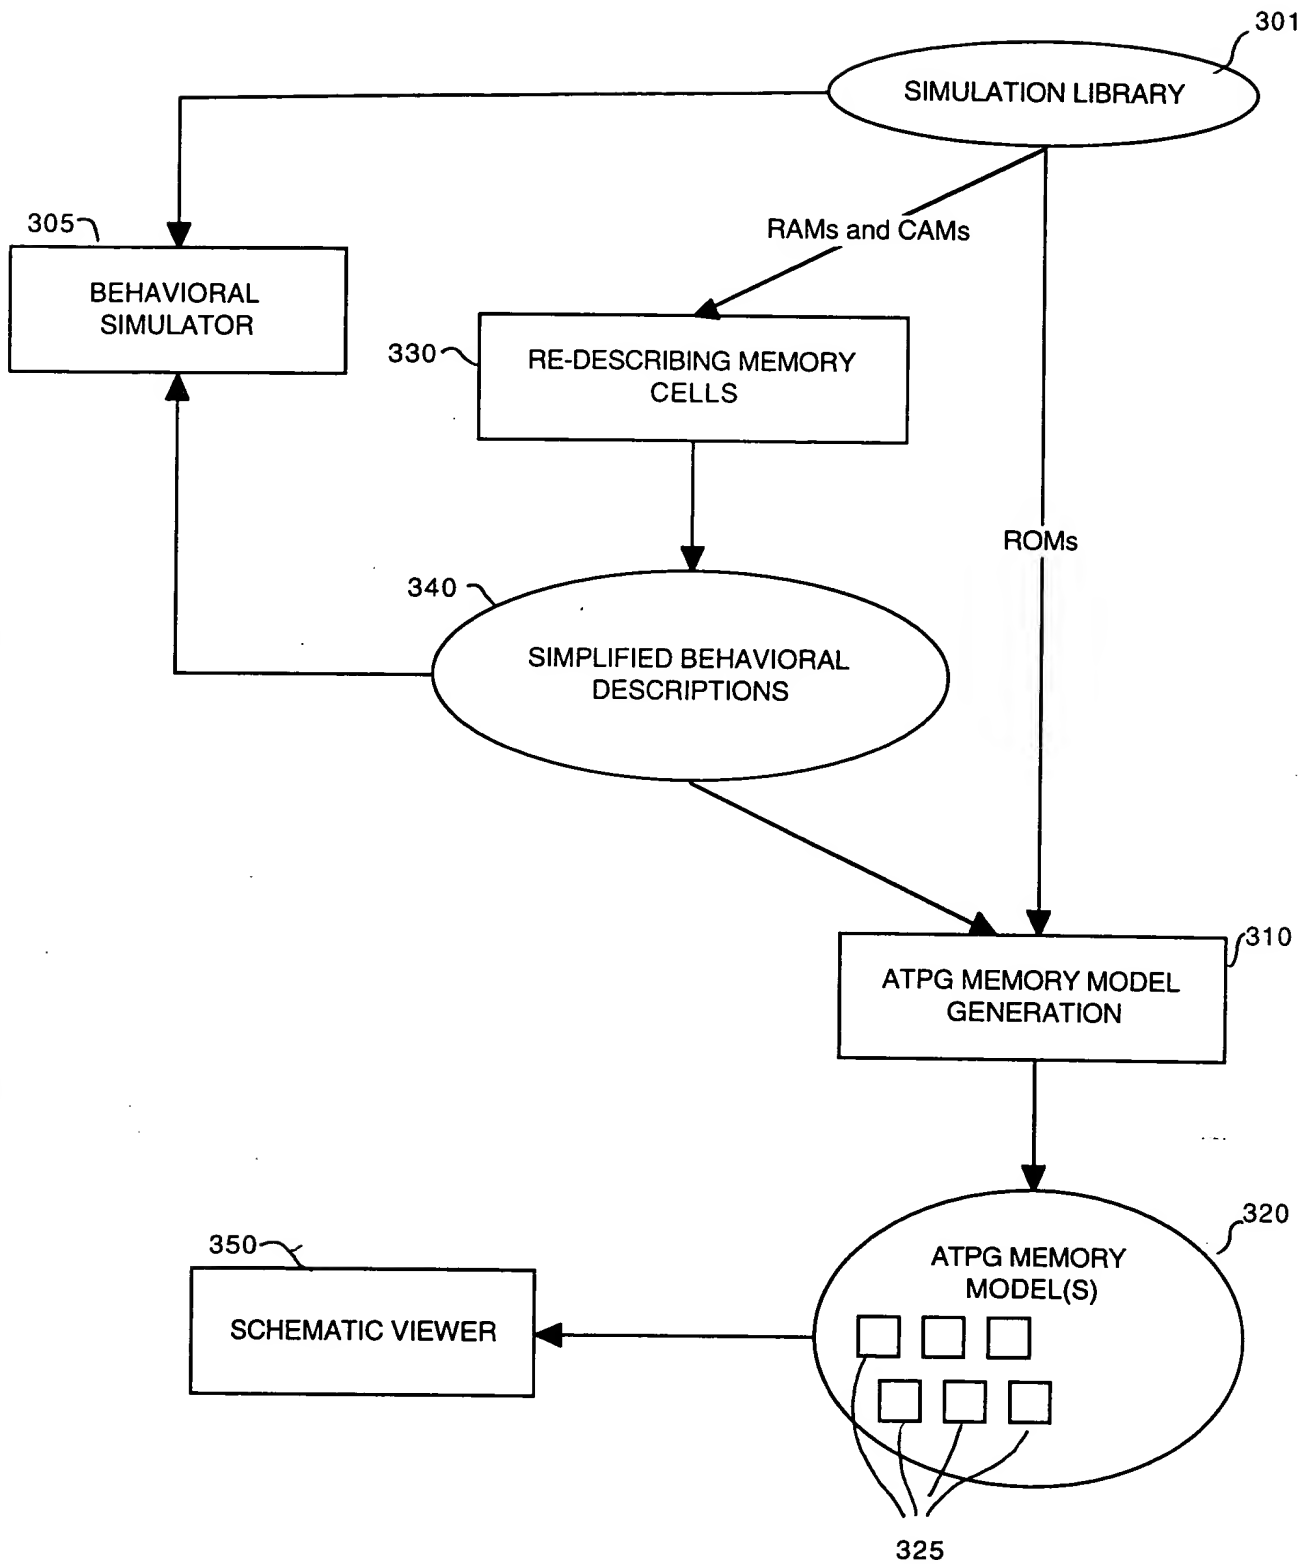 301
SIMULATION LIBRARY
305
RAMs and CAMs
BEHAVIORAL
SIMULATOR
330
RE-DESCRIBING MEMORY
CELLS
ROMs
340
SIMPLIFIED BEHAVIORAL
DESCRIPTIONS
310
ATPG MEMORY MODEL
GENERATION
320
350
ATPG MEMORY
MODEL(S)
SCHEMATIC VIEWER
325